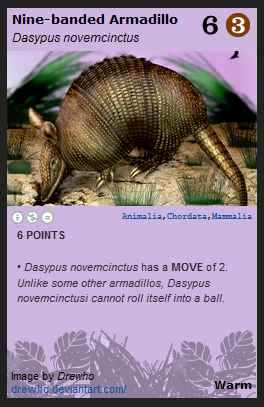 Nine-banded Armadillo
Dasypus novemcinctus
6 3
Animalia,Chordata,Mammalia
6 POINTS
• Dasypus novemcinctus has a MOVE of 2.
Unlike some other armadillos, Dasypus
novemcinctusi cannot roll itself into a ball.
Image by Drewho
drewho.deviantart.com/
Warm